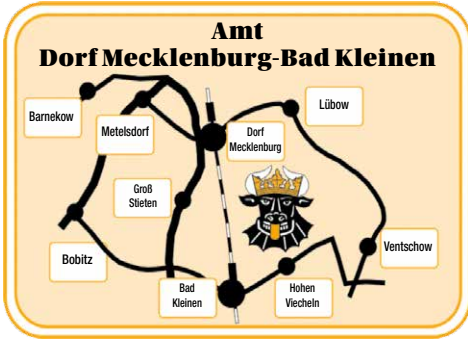 Amt
Dorf Mecklenburg-Bad Kleinen
Barnekow
Metelsdorf
Dorf
Mecklenburg
Lübow
Groß
Stieten
Bobitz
Bad
Kleinen
Hohen
Viecheln
Ventschow